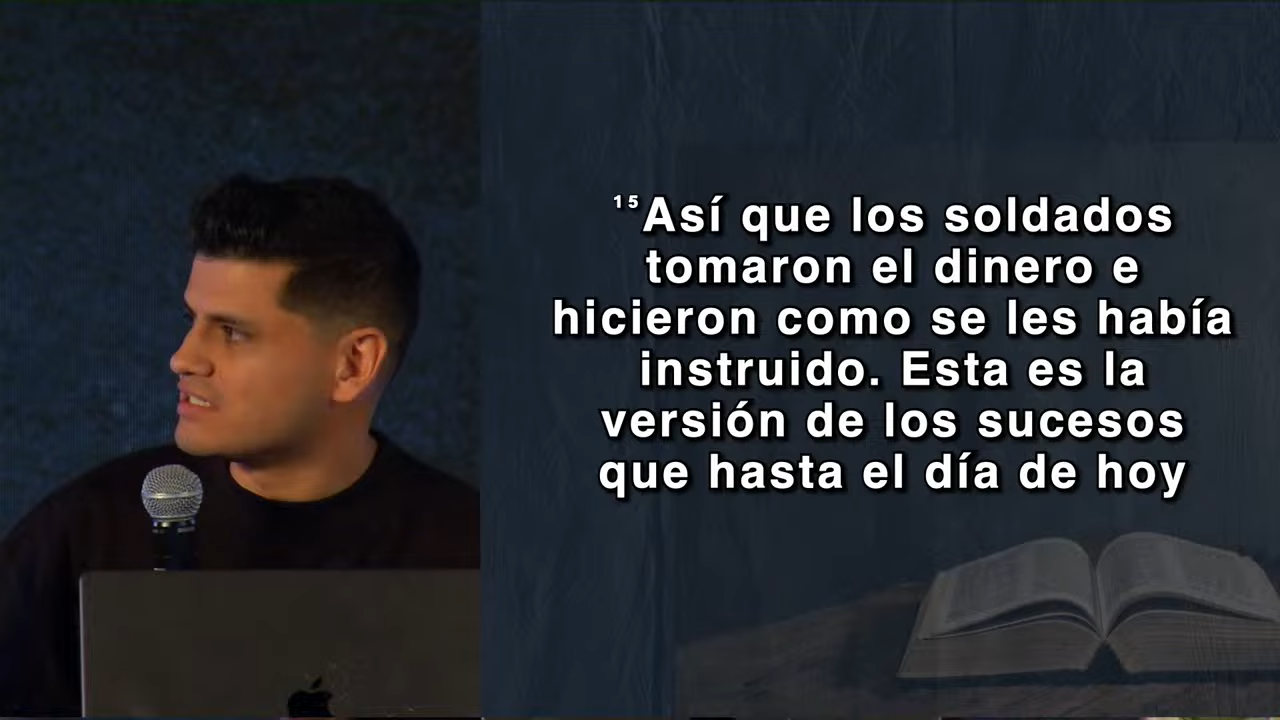 ¹⁵Así que los soldados
tomaron el dinero e
hicieron como se les había
instruido. Esta es la
versión de los sucesos
que hasta el día de hoy